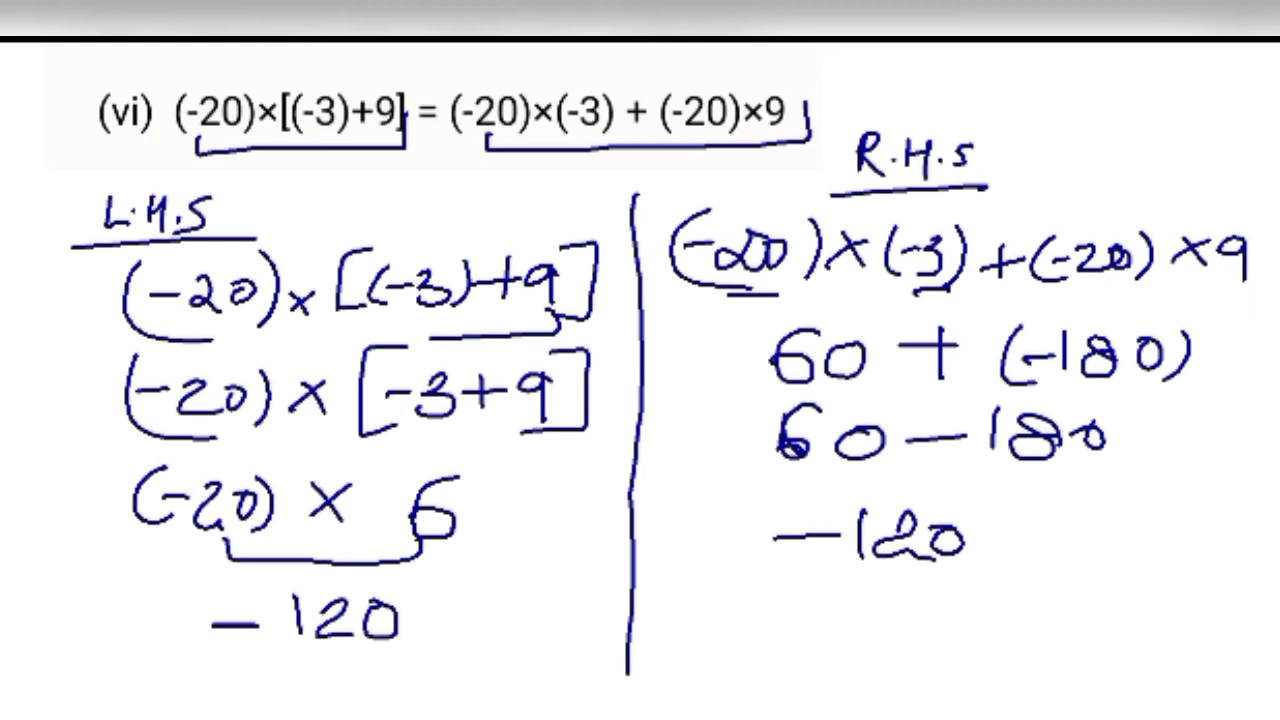 (vi) (-20)×[(-3)+9] = (-20)×(-3) + (-20)×9
L.H.S
(-20)×[(-3)+9]
(-20)×[-3+9]
(-20) × 6
- 120
R.H.S
(-20)×(-3)+(-20)×9
60 + (-180)
60-180
-120